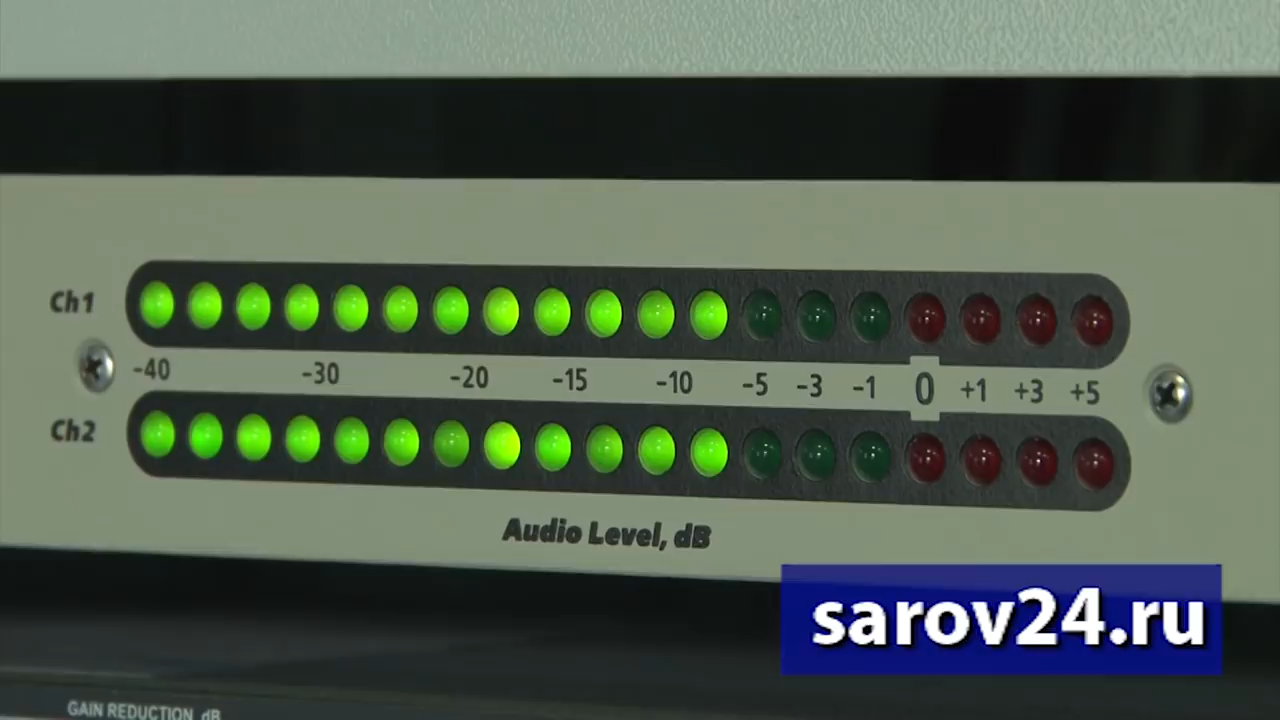 Ch1
-40 -30 -20 -15 -10 -5 -3 -1 0 +1 +3 +5
Ch2
Audio Level, dB
sarov24.ru
GAIN REDUCTION, dB